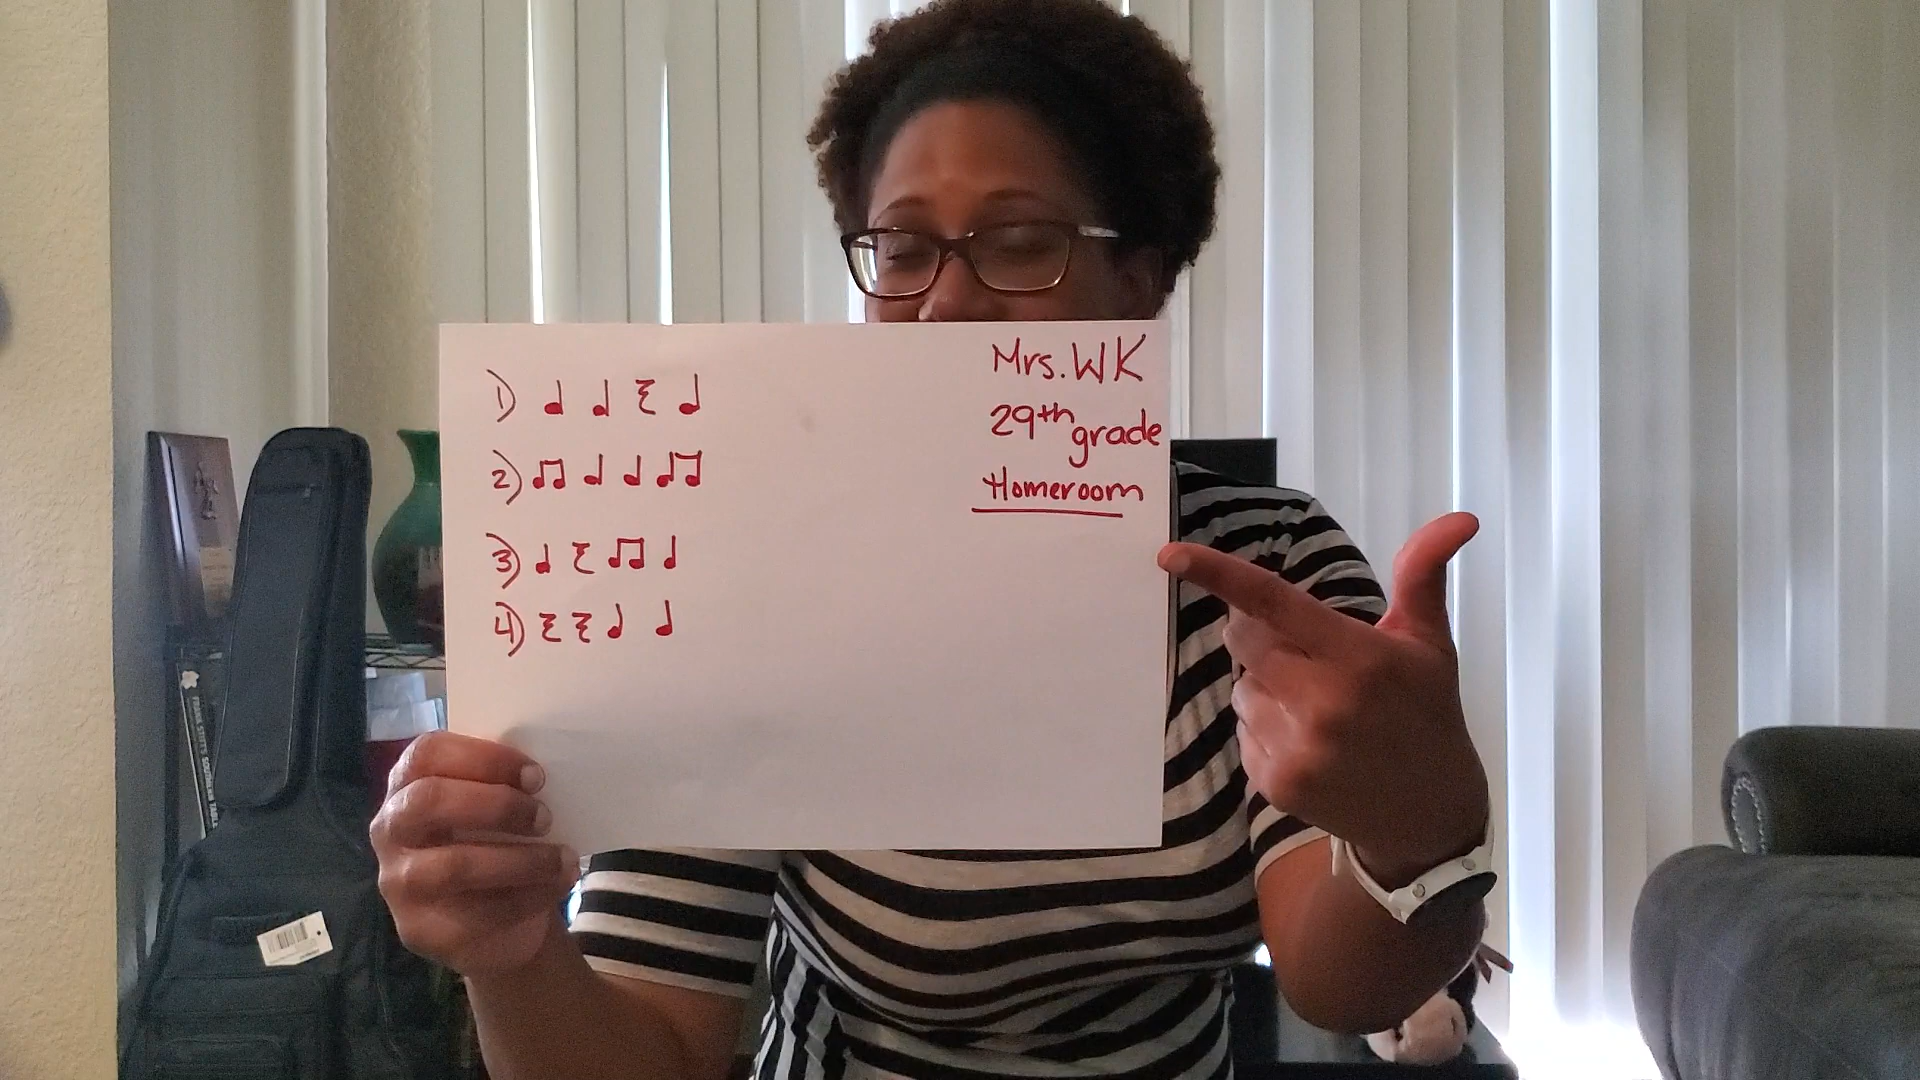 Mrs. WK
29th grade
Homeroom
1) ♩ ♩ 𝄽 ♩
2) ♫ ♩ ♩ ♫
3) ♩ 𝄽 ♫ ♩
4) 𝄽 𝄽 ♩ ♩